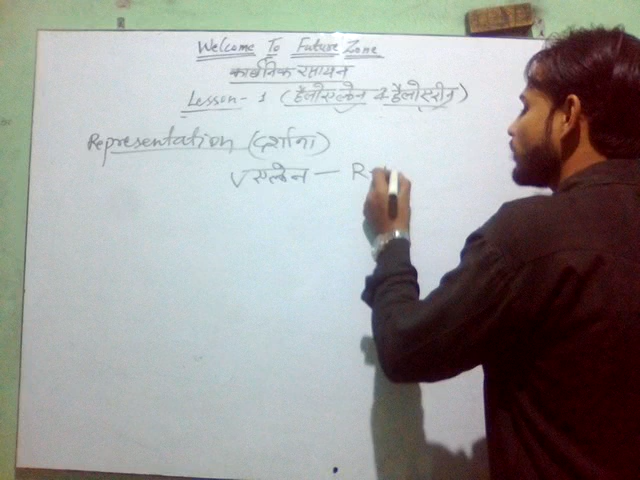 Welcome To Future Zone
कार्बनिक रसायन
Lesson-1 (हैलोएल्केन व हैलोएरीन)
Representation (दर्शाना)
√ एल्केन — R-